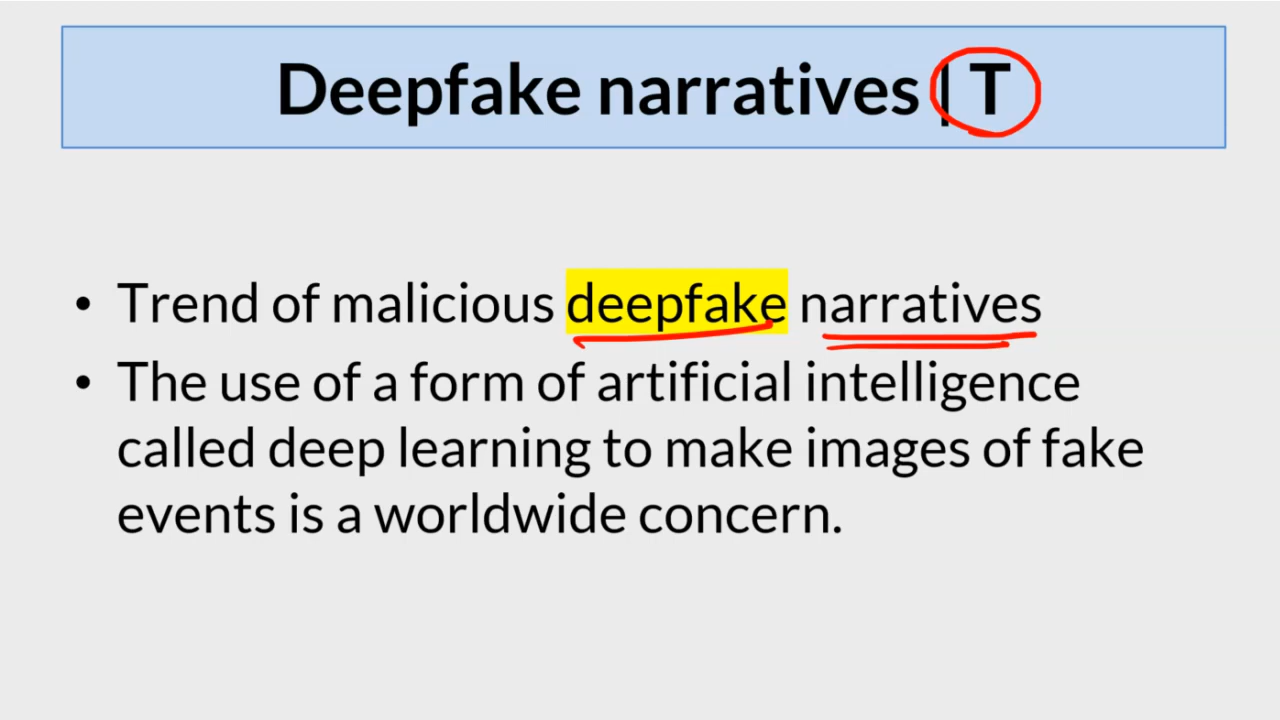 Deepfake narratives | T
• Trend of malicious deepfake narratives
• The use of a form of artificial intelligence
called deep learning to make images of fake
events is a worldwide concern.